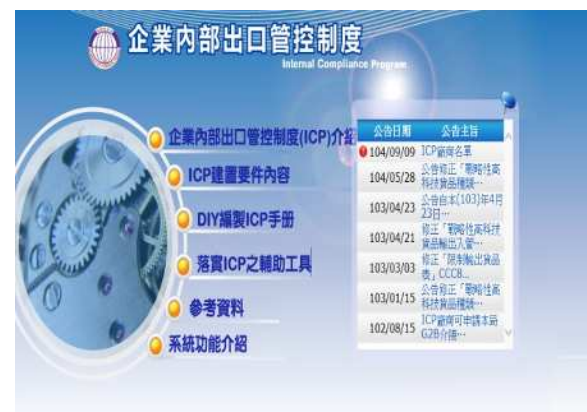 企業內部出口管控制度
Internal Compliance Program
企業內部出口管控制度(ICP)介紹
ICP建置要件內容
DIY編製ICP手册
落實ICP之輔助工具
參考資料
系統功能介紹
公告日期 公告主旨
104/09/09 ICP廠商名單
104/05/28 公告修正「戰略性高
科技貨品種類…
103/04/23 公告自本(103)年4月
23日…
103/04/21 修正「戰略性高科技
貨品輸出入管…
103/03/03 修正「限制輸出貨品
表」CCC8...
103/01/15 公告修正「戰略性高
科技貨品種類…
102/08/15 ICP廠商可申請本局
G2B介接…